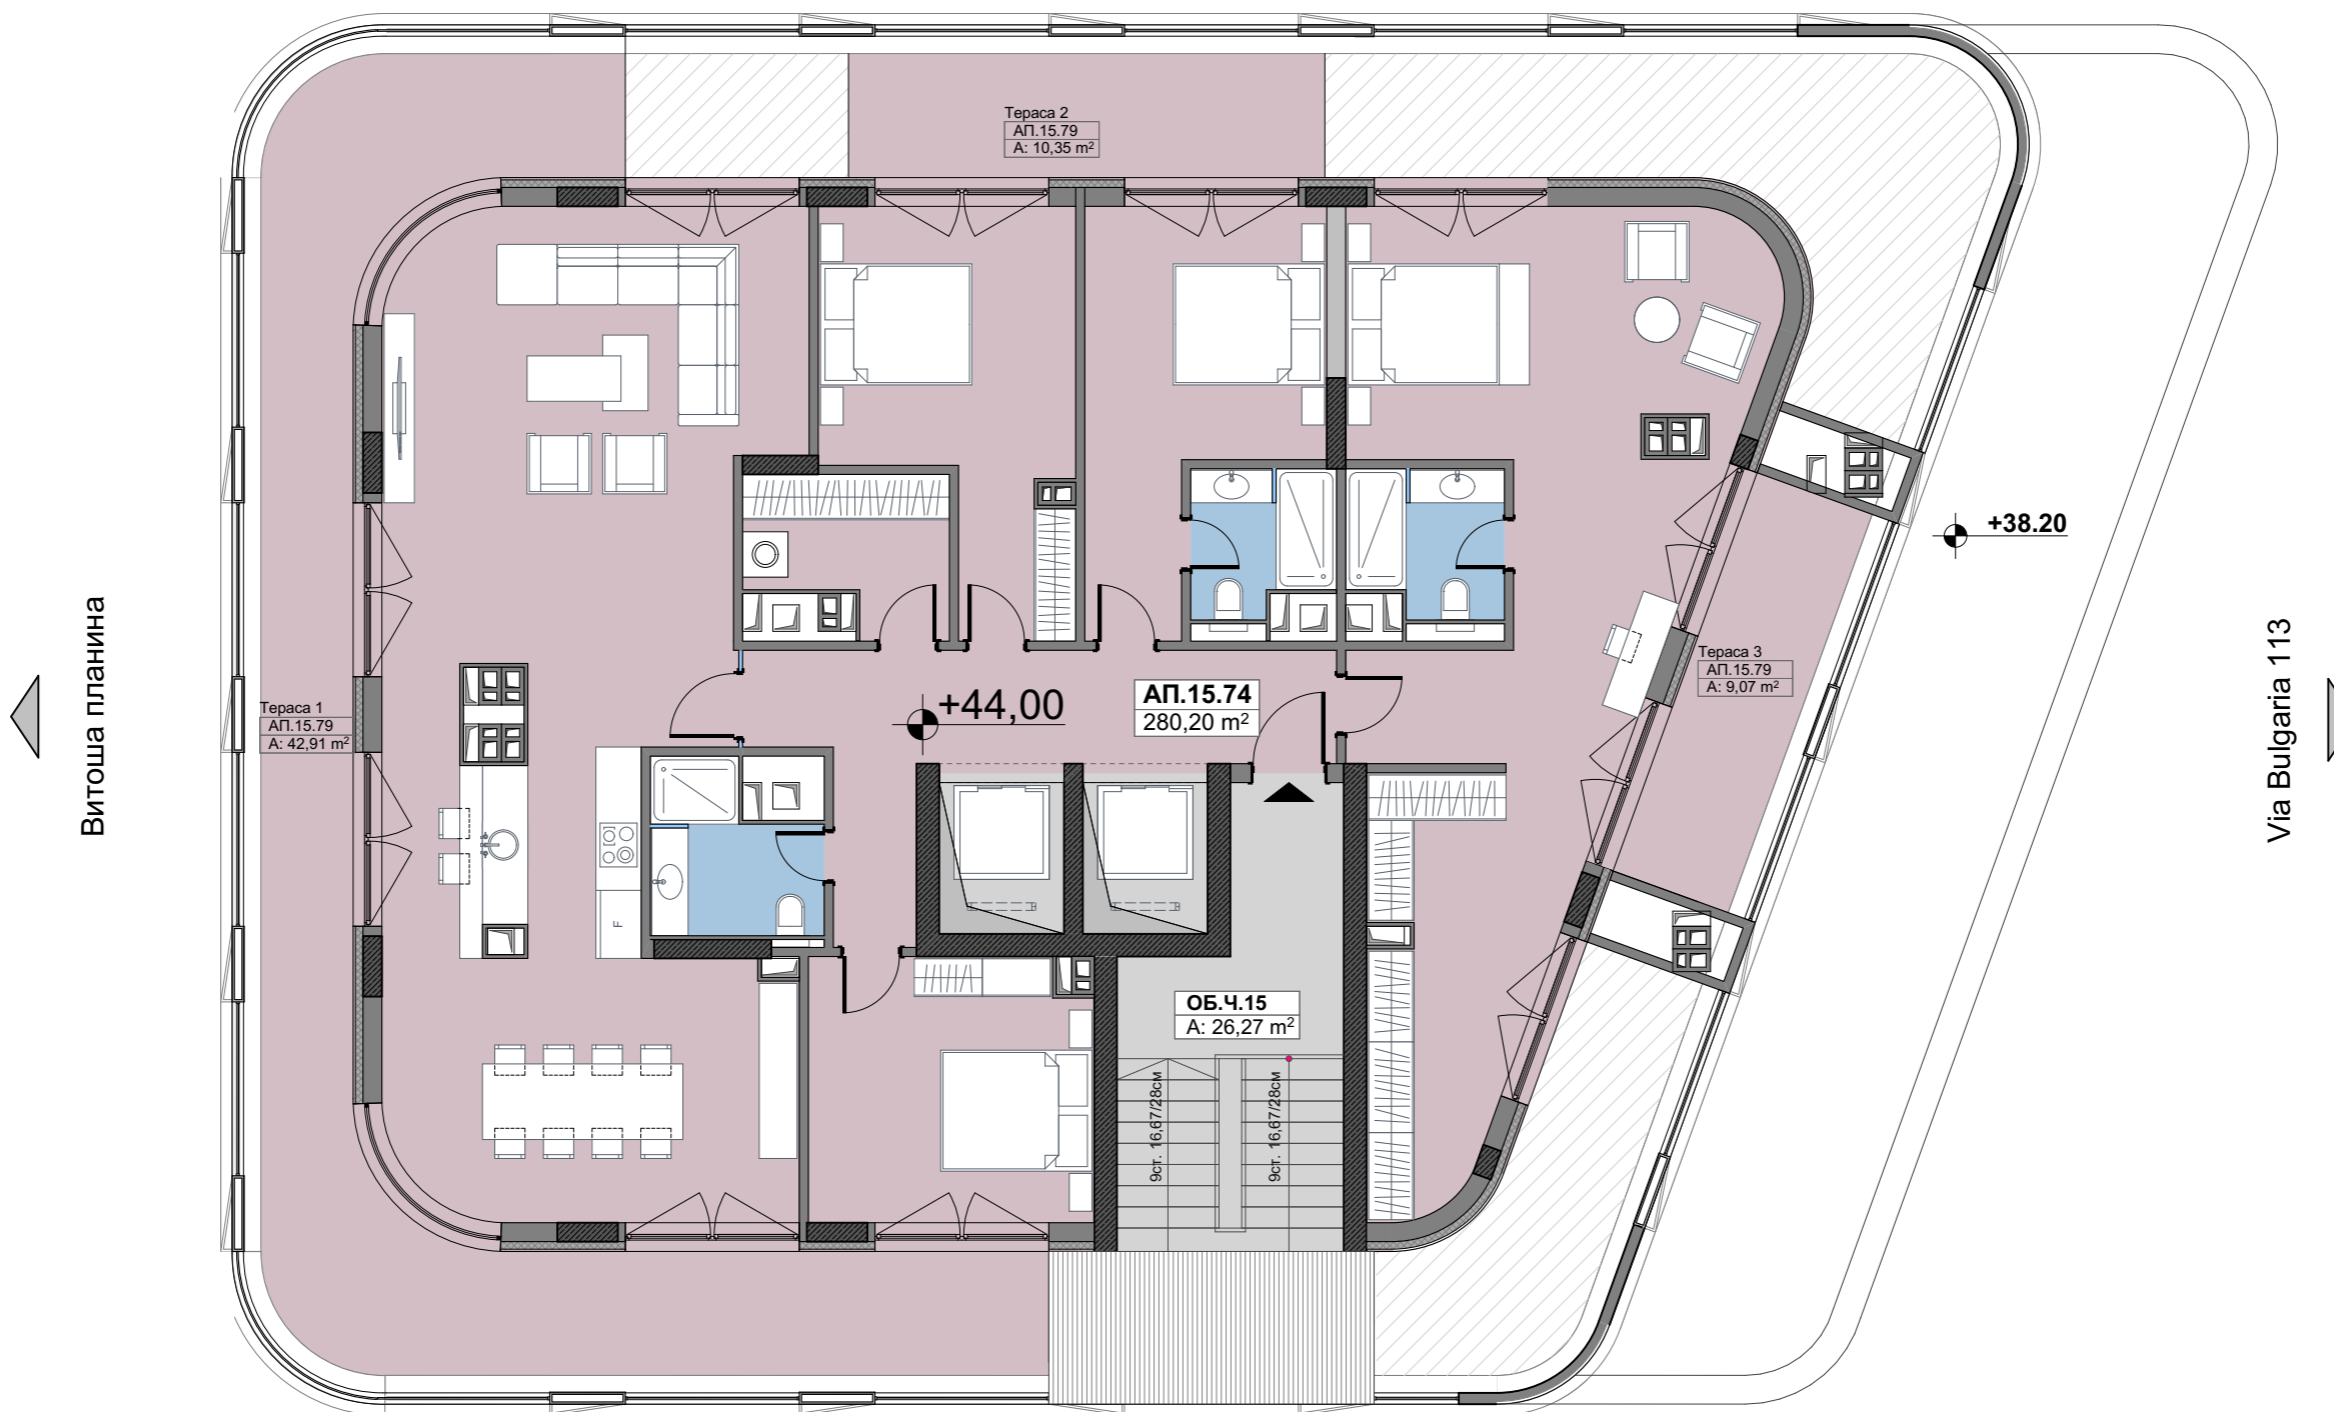 Тераса 2
АП.15.79
A: 10,35 m²
+38.20
Витоша планина
Via Bulgaria 113
Тераса 1
АП.15.79
A: 42,91 m²
+44,00
АП.15.74
280,20 m²
Тераса 3
АП.15.79
A: 9,07 m²
F
ОБ.Ч.15
A: 26,27 m²
9ст. 16,67/28см
9ст. 16,67/28см